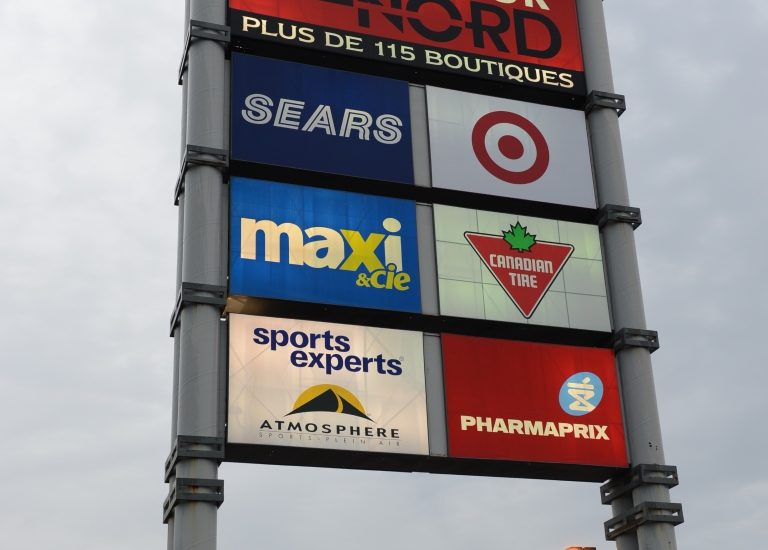 NORD
PLUS DE 115 BOUTIQUES
SEARS
maxi
&cie
CANADIAN
TIRE
sports
experts
ATMOSPHERE
SPORTS-PLEIN AIR
PHARMAPRIX